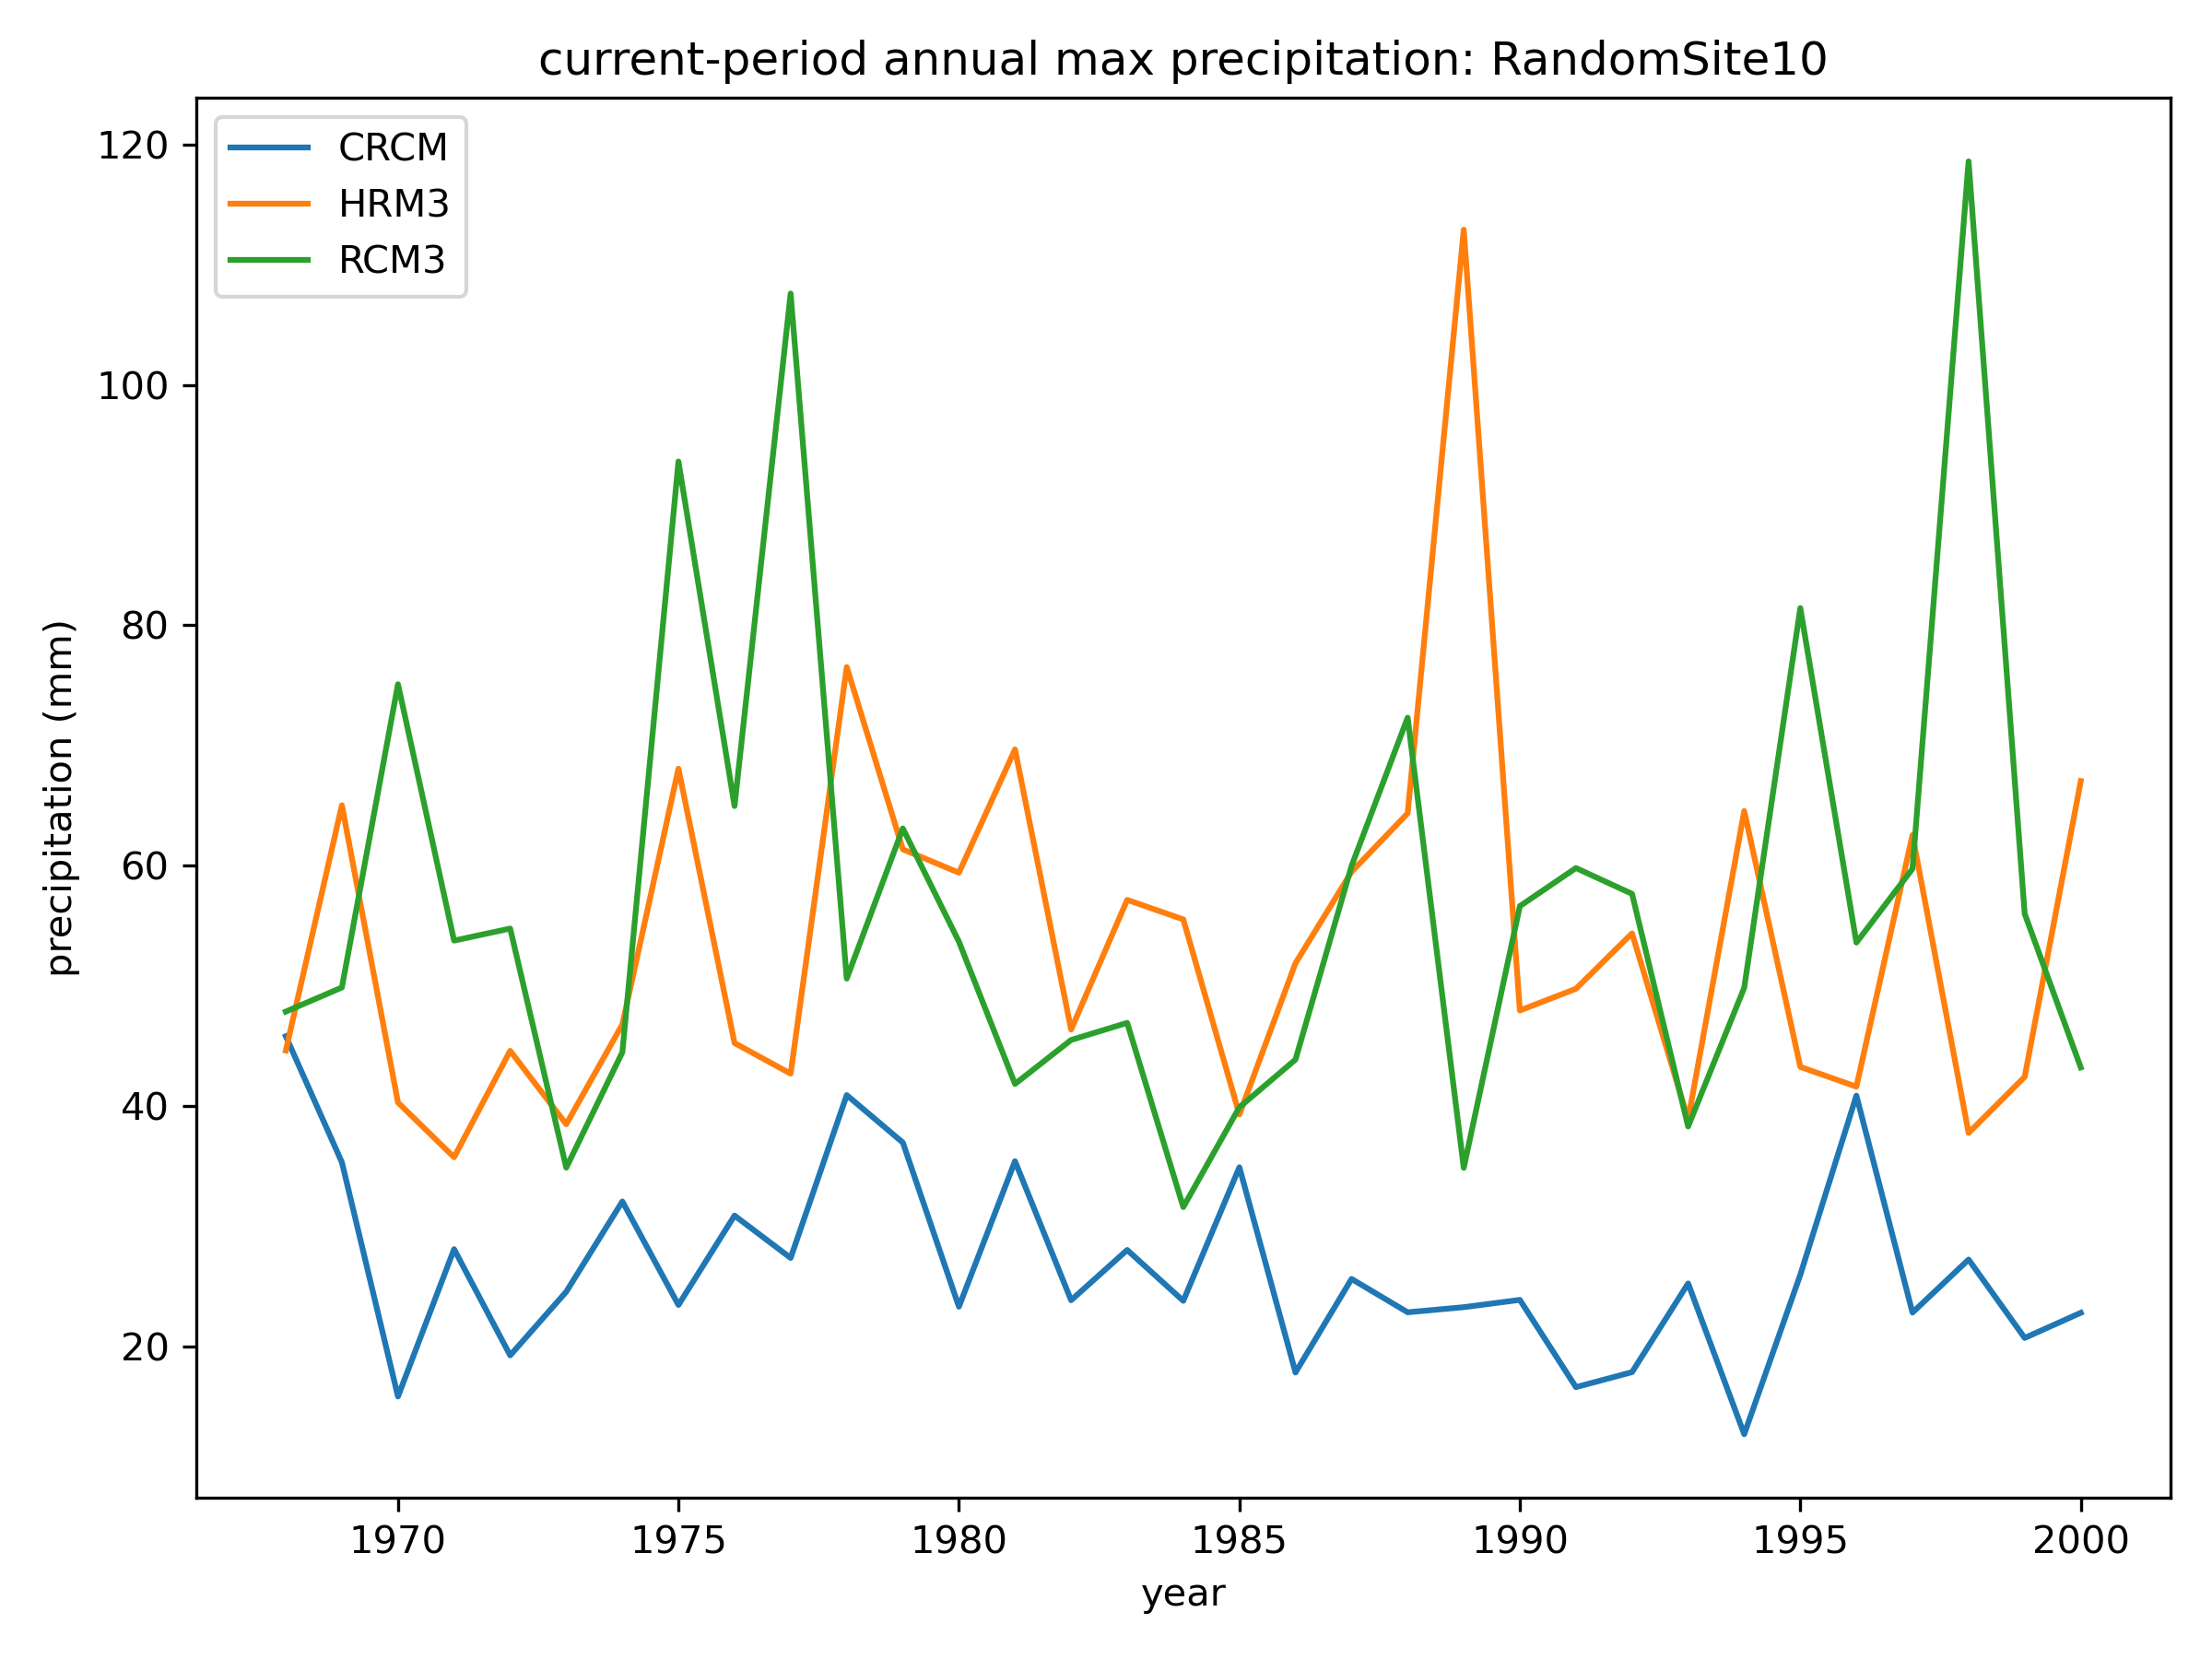 current-period annual max precipitation: RandomSite10
CRCM
HRM3
RCM3
precipitation (mm)
120
100
80
60
40
20
1970 1975 1980 1985 1990 1995 2000
year